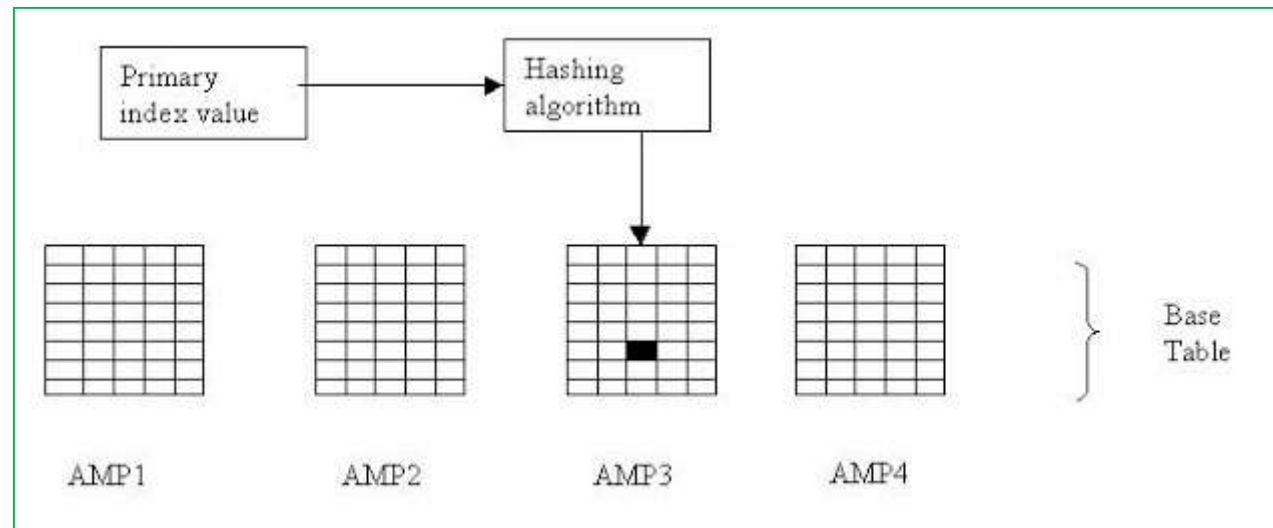 Primary
index value
Hashing
algorithm
Base
Table
AMP1
AMP2
AMP3
AMP4